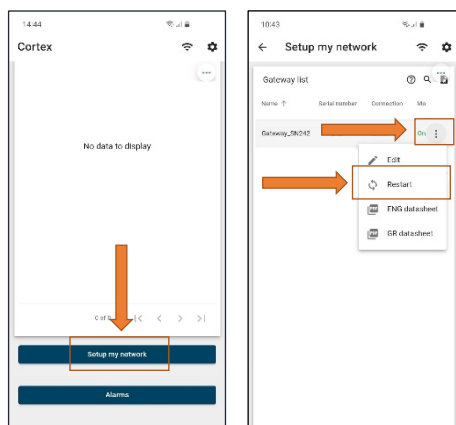 14:44
Cortex
No data to display
0 of 0
Setup my network
Alarms
10:43
Setup my network
Gateway list
Name ↑ Serial number Connection Mo
Gateway_SN242 On
Edit
Restart
ENG datasheet
GR datasheet